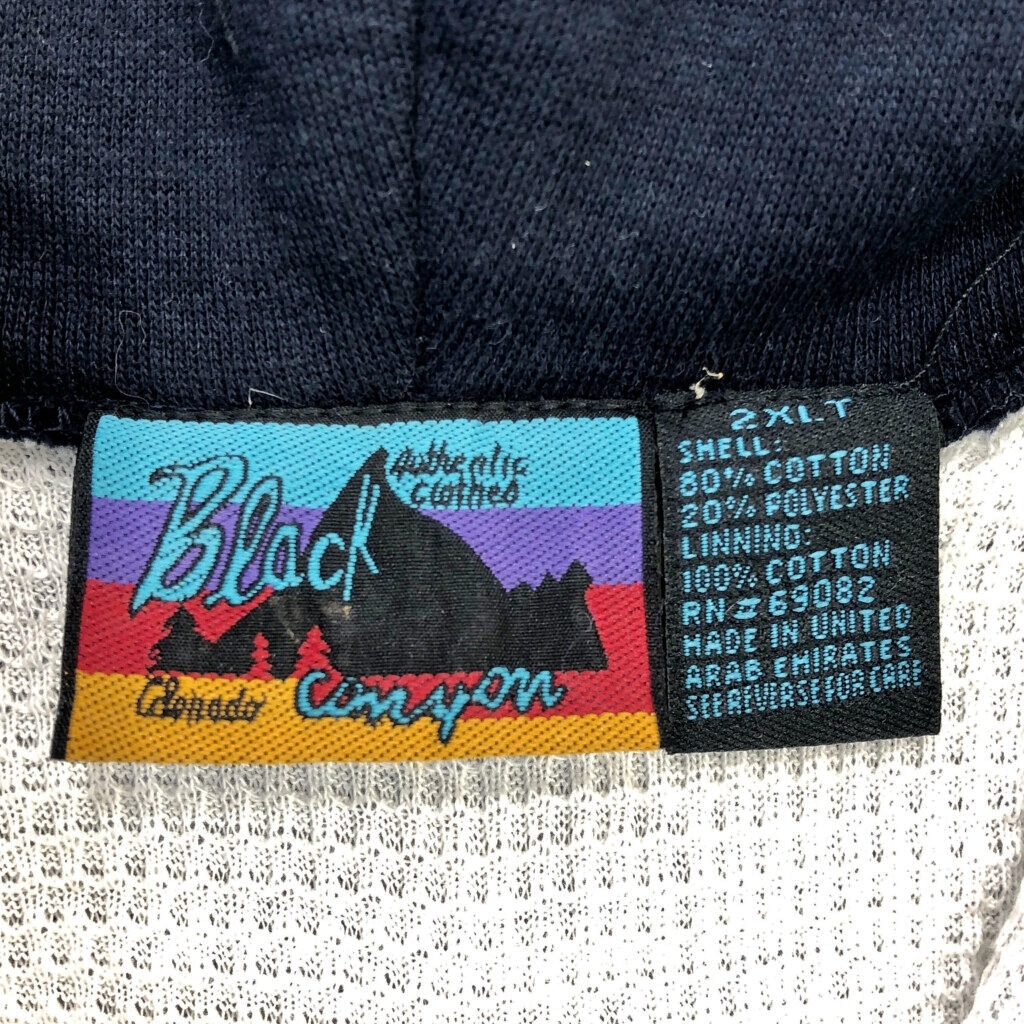 Black
Authentic
Clothed
Colorado
Canyon
2XLT
SHELL:
80% COTTON
20% POLYESTER
LINNING:
100% COTTON
RN# 69082
MADE IN UNITED
ARAB EMIRATES
SEE REVERSE FOR CARE